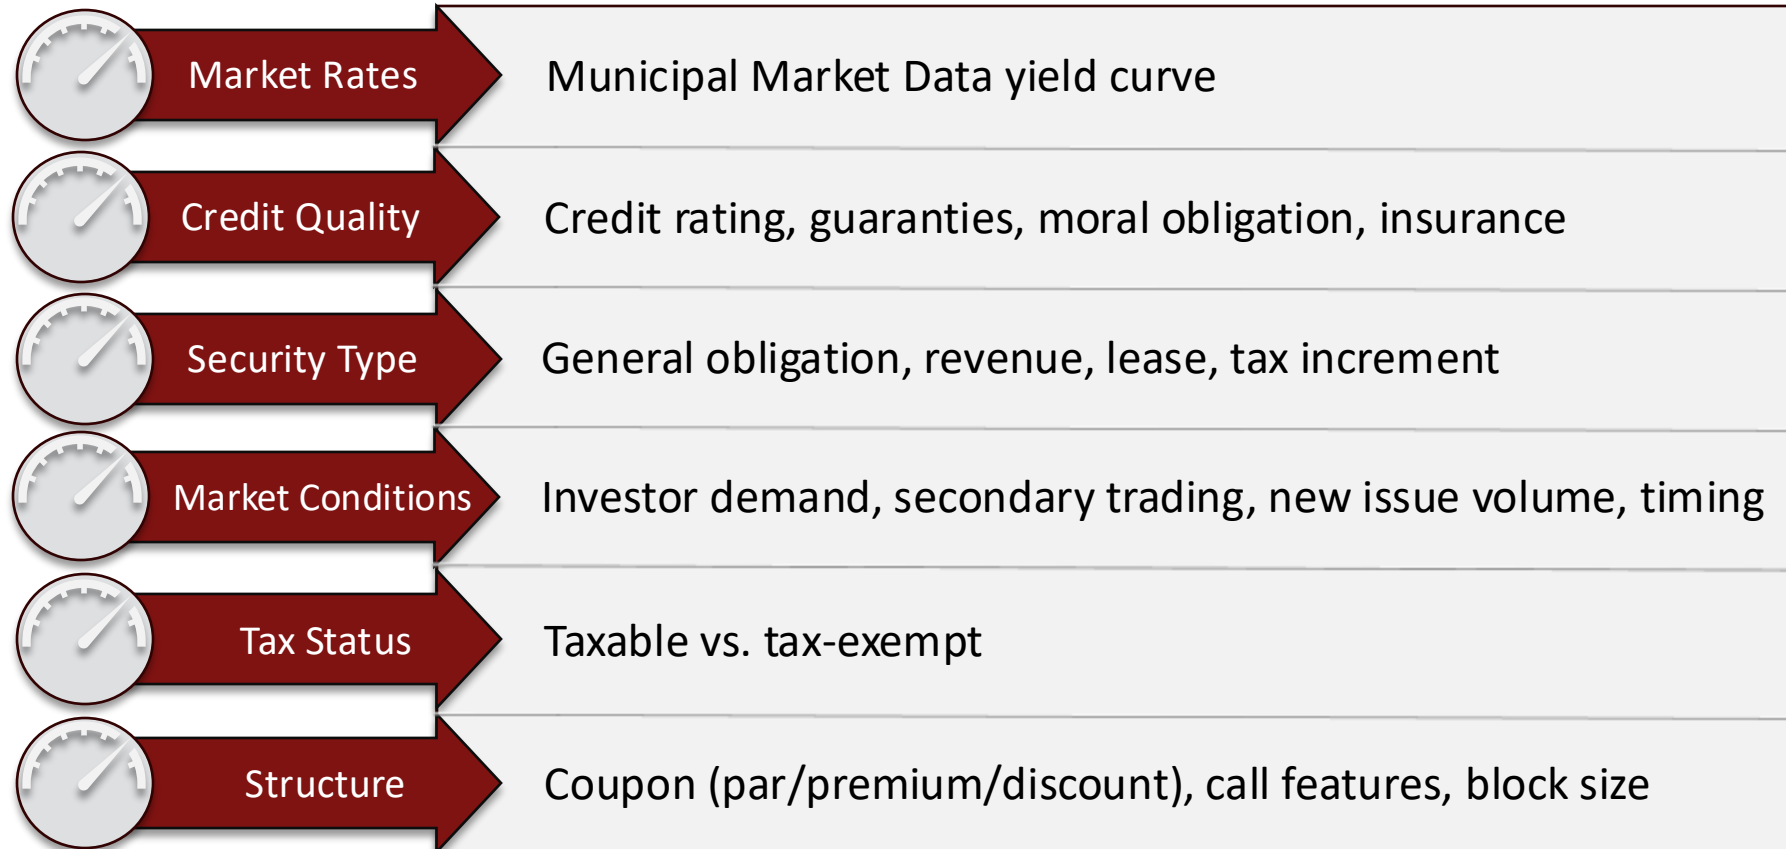 Market Rates
Municipal Market Data yield curve
Credit Quality
Credit rating, guaranties, moral obligation, insurance
Security Type
General obligation, revenue, lease, tax increment
Market Conditions
Investor demand, secondary trading, new issue volume, timing
Tax Status
Taxable vs. tax-exempt
Structure
Coupon (par/premium/discount), call features, block size